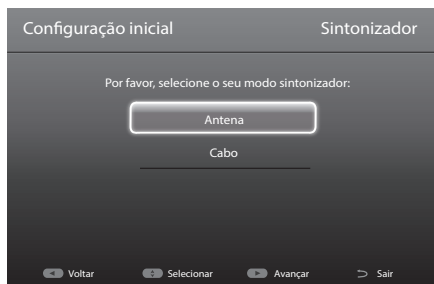 Configuração inicial Sintonizador
Por favor, selecione o seu modo sintonizador:
Antena
Cabo
Voltar Selecionar Avançar Sair